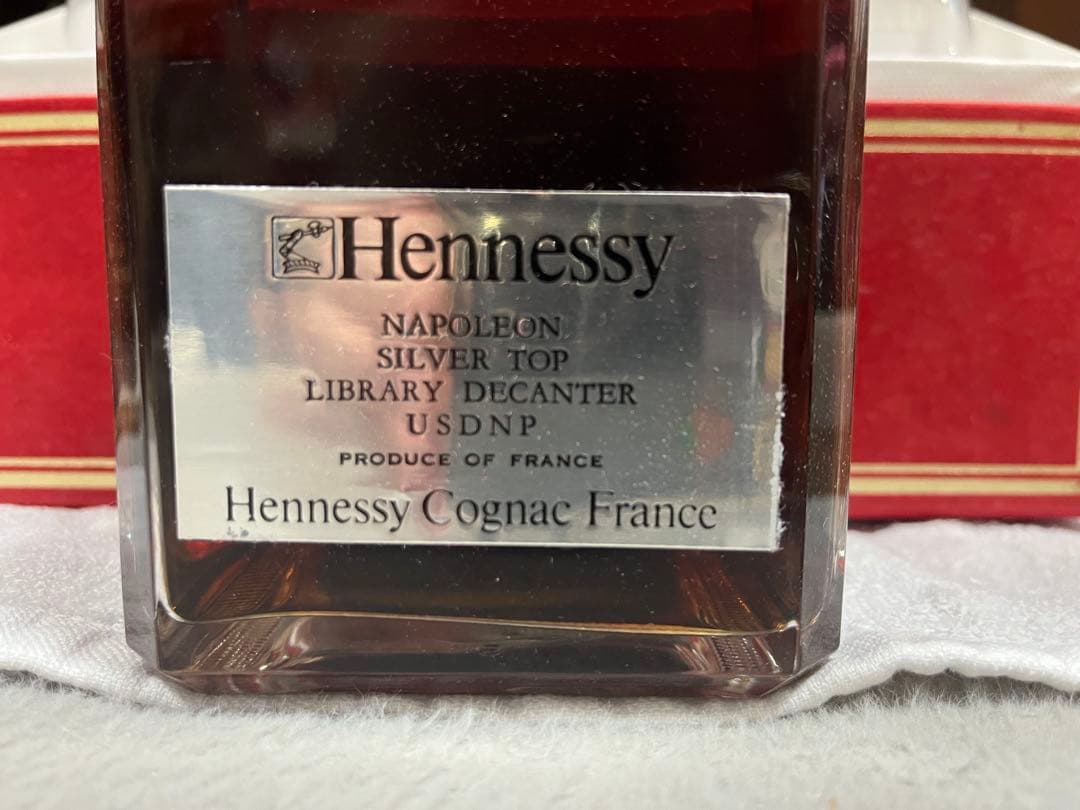 Hennessy
NAPOLEON
SILVER TOP
LIBRARY DECANTER
USDNP
PRODUCE OF FRANCE
Hennessy Cognac France